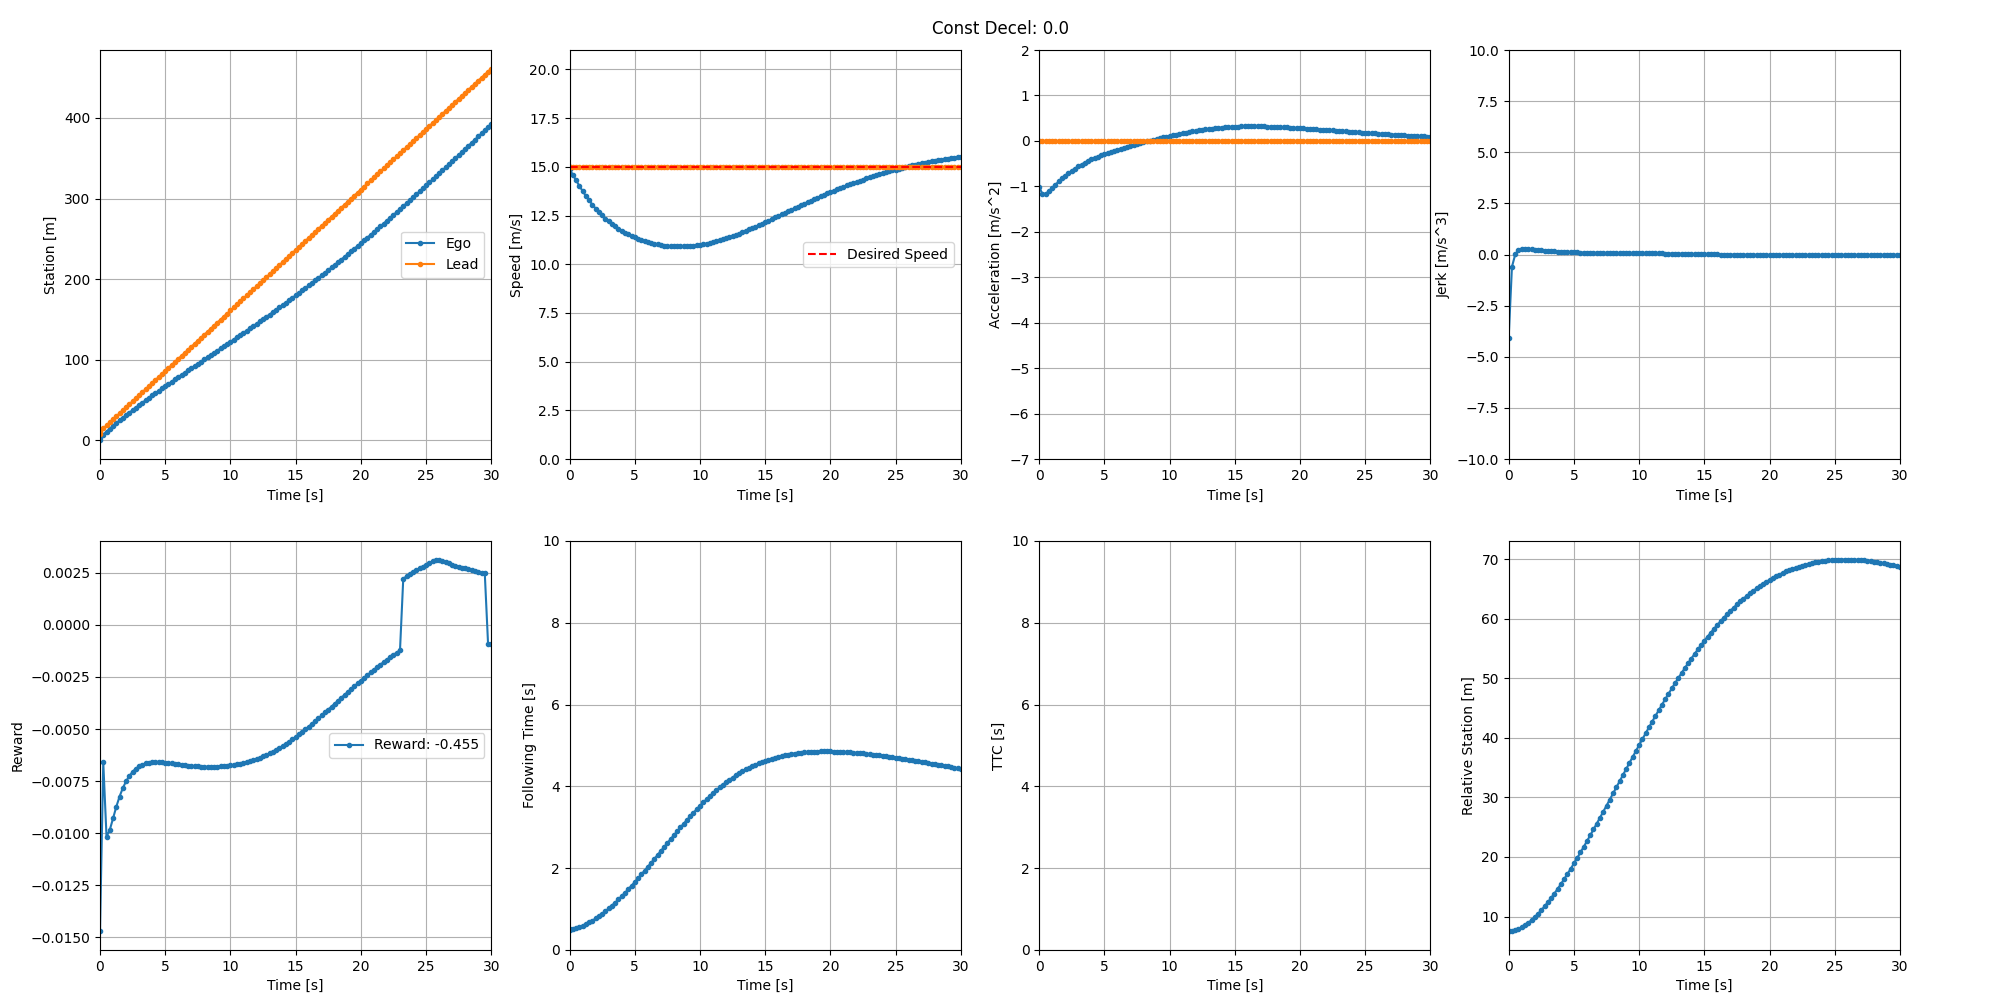 Const Decel: 0.0
Station [m]
400
300
200
100
0
0 5 10 15 20 25 30
Time [s]
Ego
Lead
Speed [m/s]
20.0
17.5
15.0
12.5
10.0
7.5
5.0
2.5
0.0
0 5 10 15 20 25 30
Time [s]
Desired Speed
Acceleration [m/s^2]
2
1
0
−1
−2
−3
−4
−5
−6
−7
0 5 10 15 20 25 30
Time [s]
Jerk [m/s^3]
10.0
7.5
5.0
2.5
0.0
−2.5
−5.0
−7.5
−10.0
0 5 10 15 20 25 30
Time [s]
Reward
0.0025
0.0000
−0.0025
−0.0050
−0.0075
−0.0100
−0.0125
−0.0150
0 5 10 15 20 25 30
Time [s]
Reward: -0.455
Following Time [s]
10
8
6
4
2
0
0 5 10 15 20 25 30
Time [s]
TTC [s]
10
8
6
4
2
0
0 5 10 15 20 25 30
Time [s]
Relative Station [m]
70
60
50
40
30
20
10
0 5 10 15 20 25 30
Time [s]